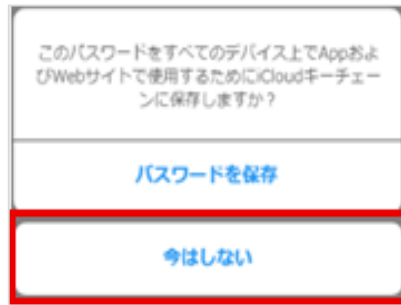 このパスワードをすべてのデバイス上でAppおよ
びWebサイトで使用するためにiCloudキーチェー
ンに保存しますか？
パスワードを保存
今はしない